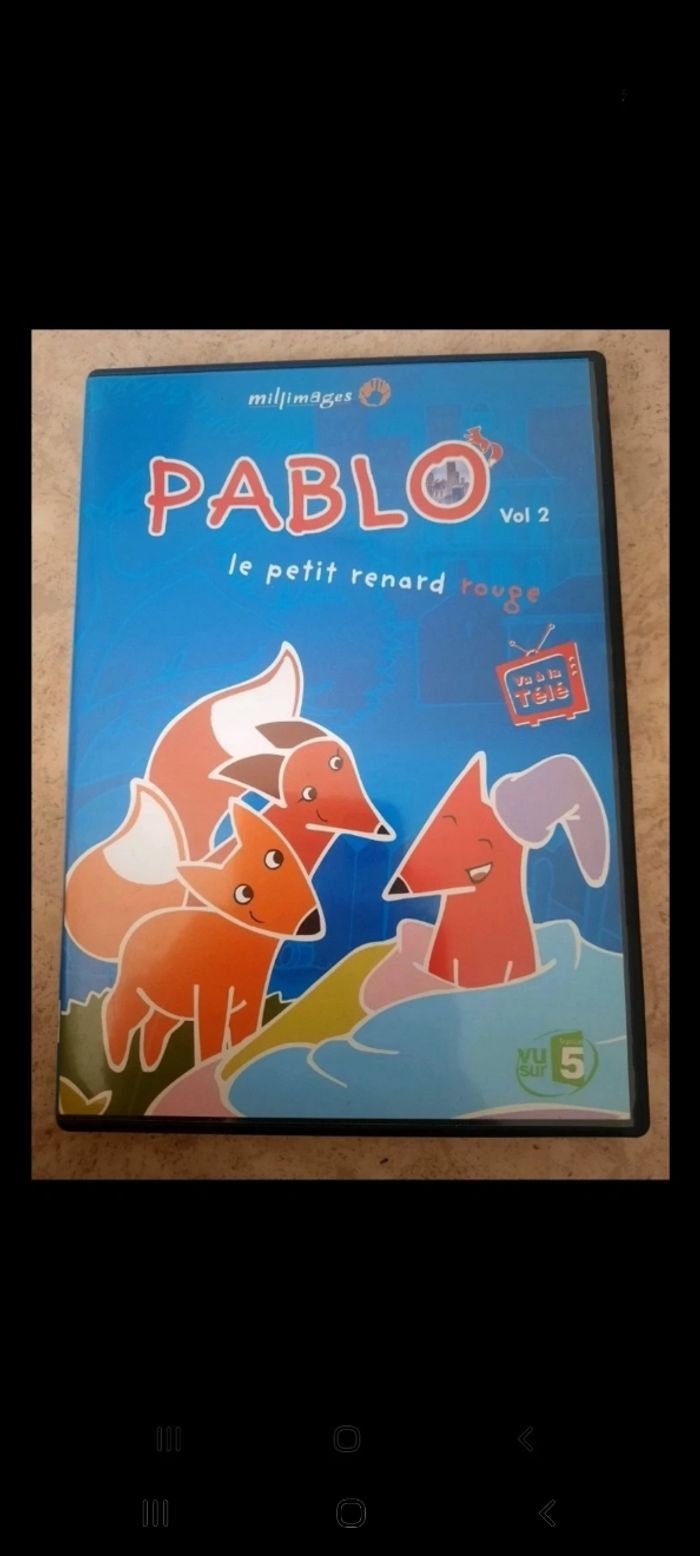 millimages
PABLO
Vol 2
le petit renard rouge
Vu à la
Télé
vu
sur
5